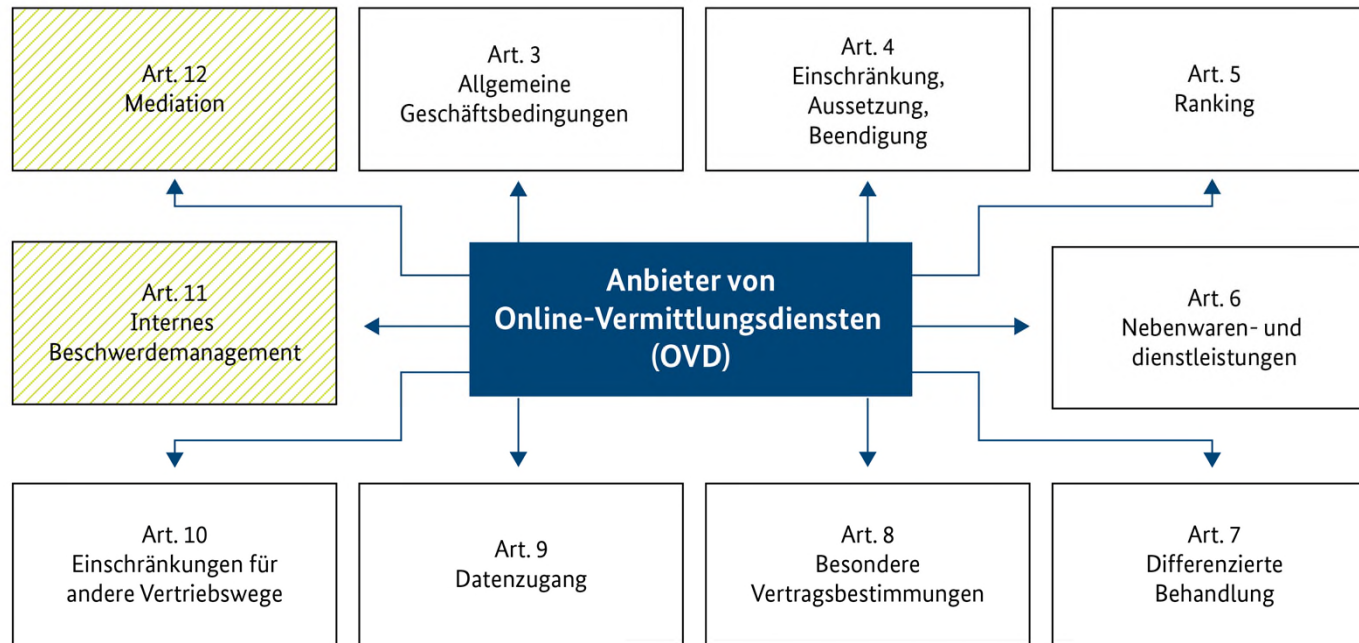 Art. 12
Mediation
Art. 3
Allgemeine
Geschäftsbedingungen
Art. 4
Einschränkung,
Aussetzung,
Beendigung
Art. 5
Ranking
Art. 11
Internes
Beschwerdemanagement
Anbieter von
Online-Vermittlungsdiensten
(OVD)
Art. 6
Nebenwaren- und
dienstleistungen
Art. 10
Einschränkungen für
andere Vertriebswege
Art. 9
Datenzugang
Art. 8
Besondere
Vertragsbestimmungen
Art. 7
Differenzierte
Behandlung